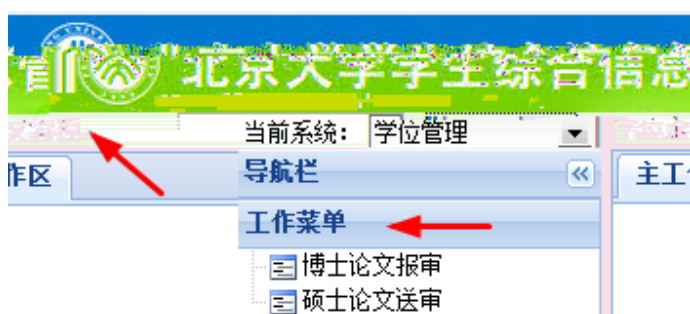 北京大学学生综合信息
当前系统： 学位管理
作区
导航栏
主工作
工作菜单
博士论文报审
硕士论文送审